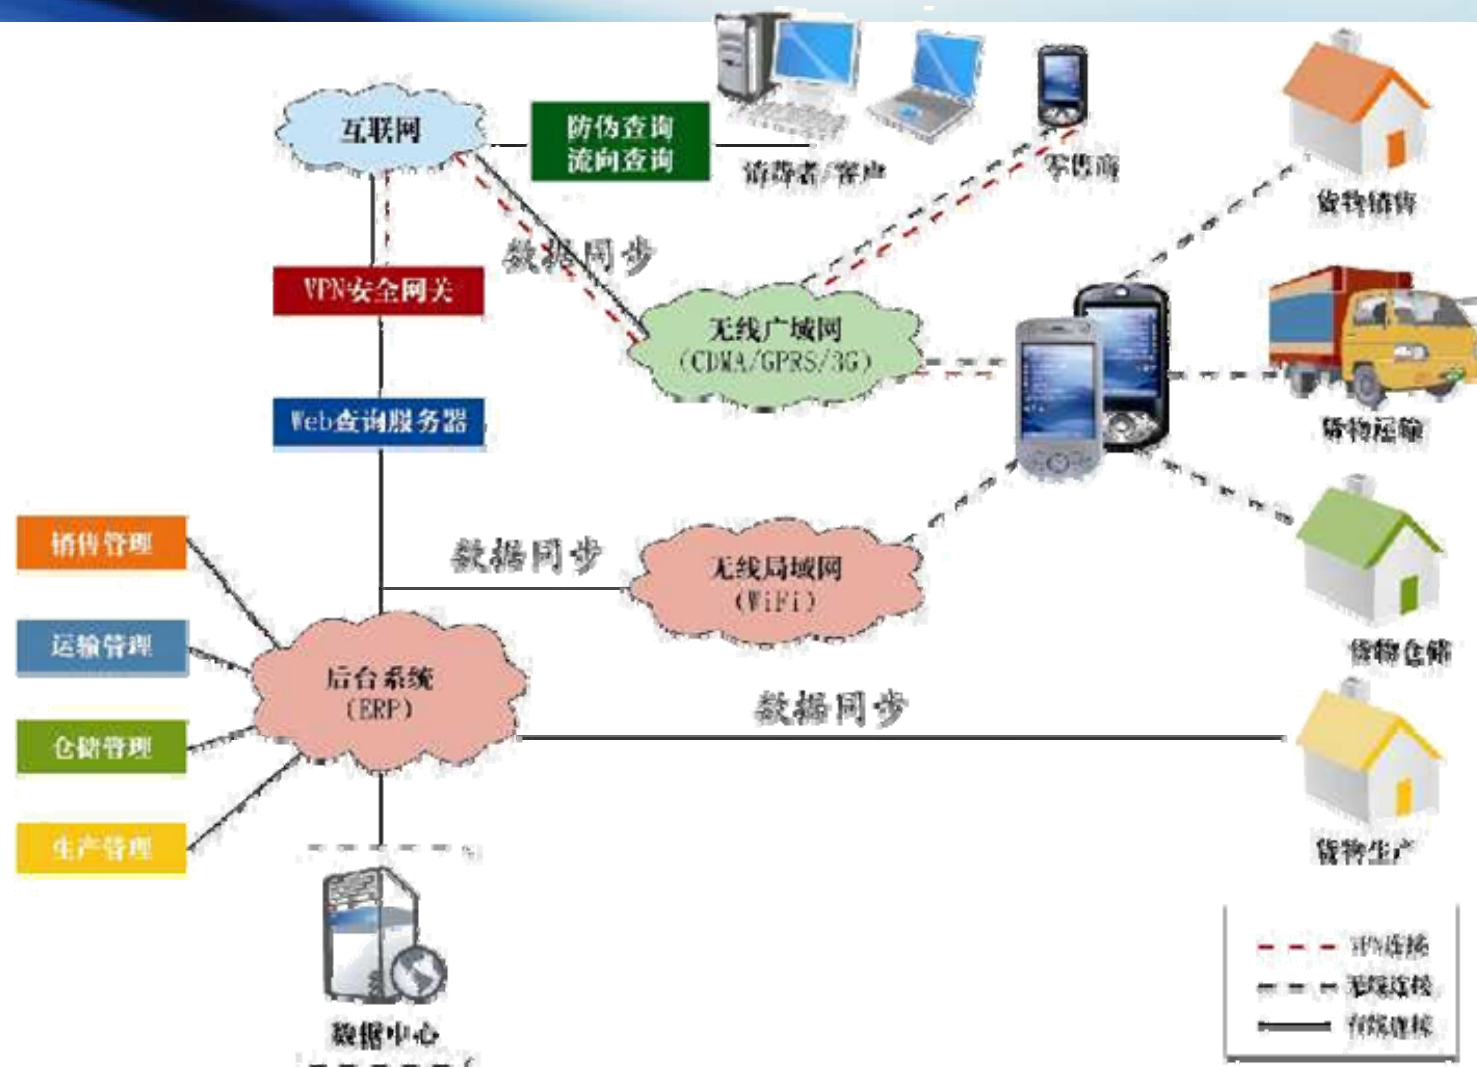 互联网
防伪查询
流向查询
消费者/客户
零售商
货物销售
数据同步
VPN安全网关
无线广域网
(CDMA/GPRS/3G)
Web查询服务器
货物运输
销售管理
数据同步
无线局域网
(WiFi)
运输管理
后台系统
(ERP)
货物仓储
数据同步
仓储管理
生产管理
货物生产
VPN连接
无线连接
有线连接
数据中心